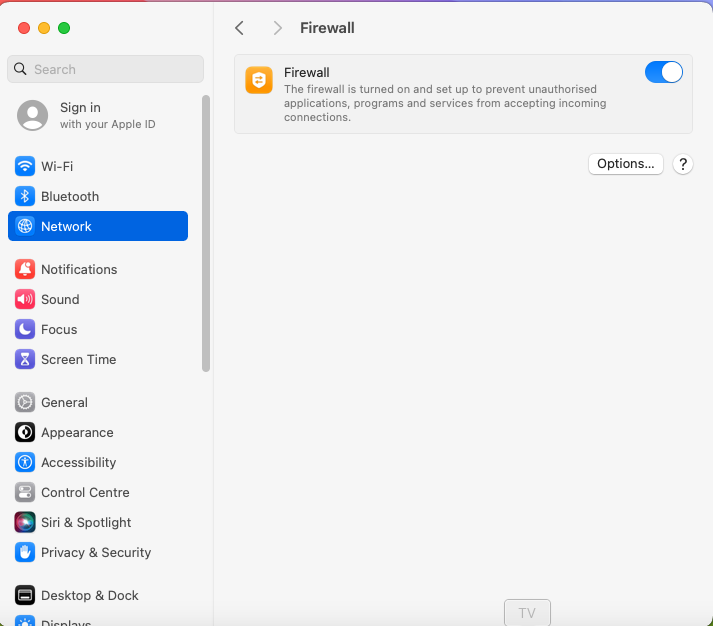 Firewall
Search
Sign in
with your Apple ID
Wi-Fi
Bluetooth
Network
Notifications
Sound
Focus
Screen Time
General
Appearance
Accessibility
Control Centre
Siri & Spotlight
Privacy & Security
Desktop & Dock
Displays
Firewall
The firewall is turned on and set up to prevent unauthorised
applications, programs and services from accepting incoming
connections.
Options...
?
TV